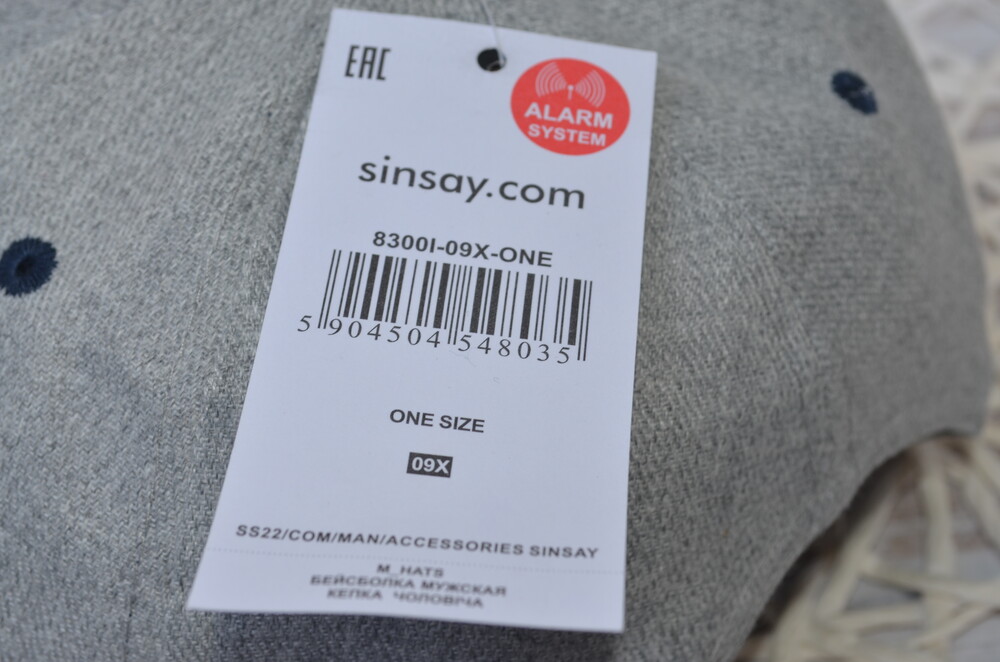 EAC
ALARM
SYSTEM
sinsay.com
8300I-09X-ONE
5 904504 548035
ONE SIZE
09X
SS22/COM/MAN/ACCESSORIES SINSAY
M_HATS
БЕЙСБОЛКА МУЖСКАЯ
КЕПКА ЧОЛОВІЧА